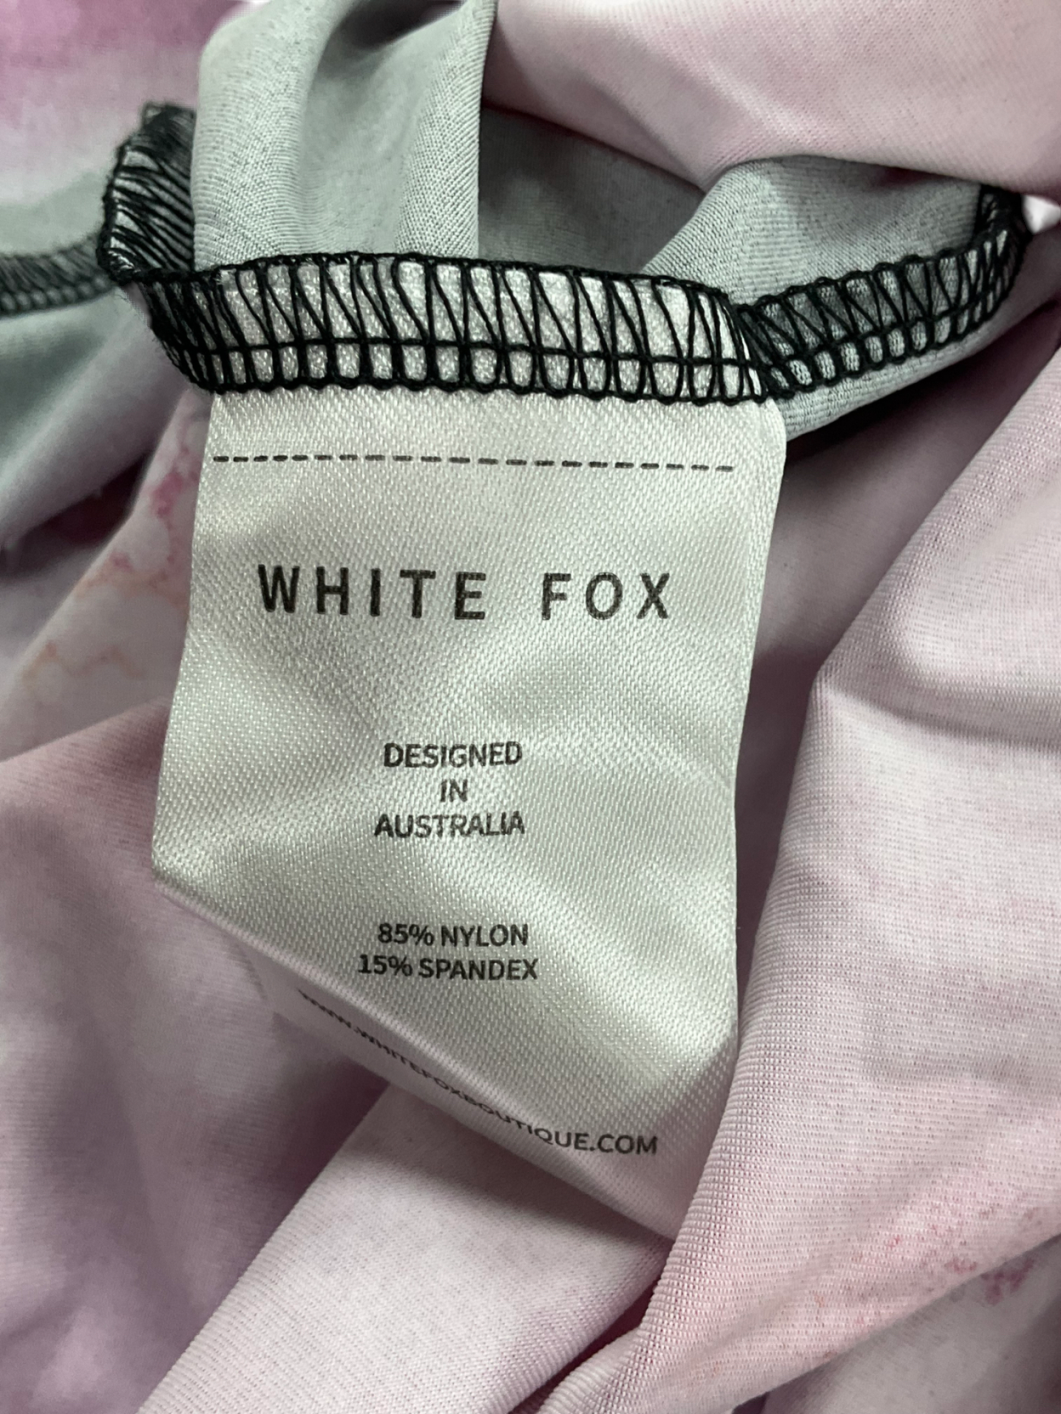 WHITE FOX
DESIGNED
IN
AUSTRALIA
85% NYLON
15% SPANDEX
WWW.WHITEFOXBOUTIQUE.COM